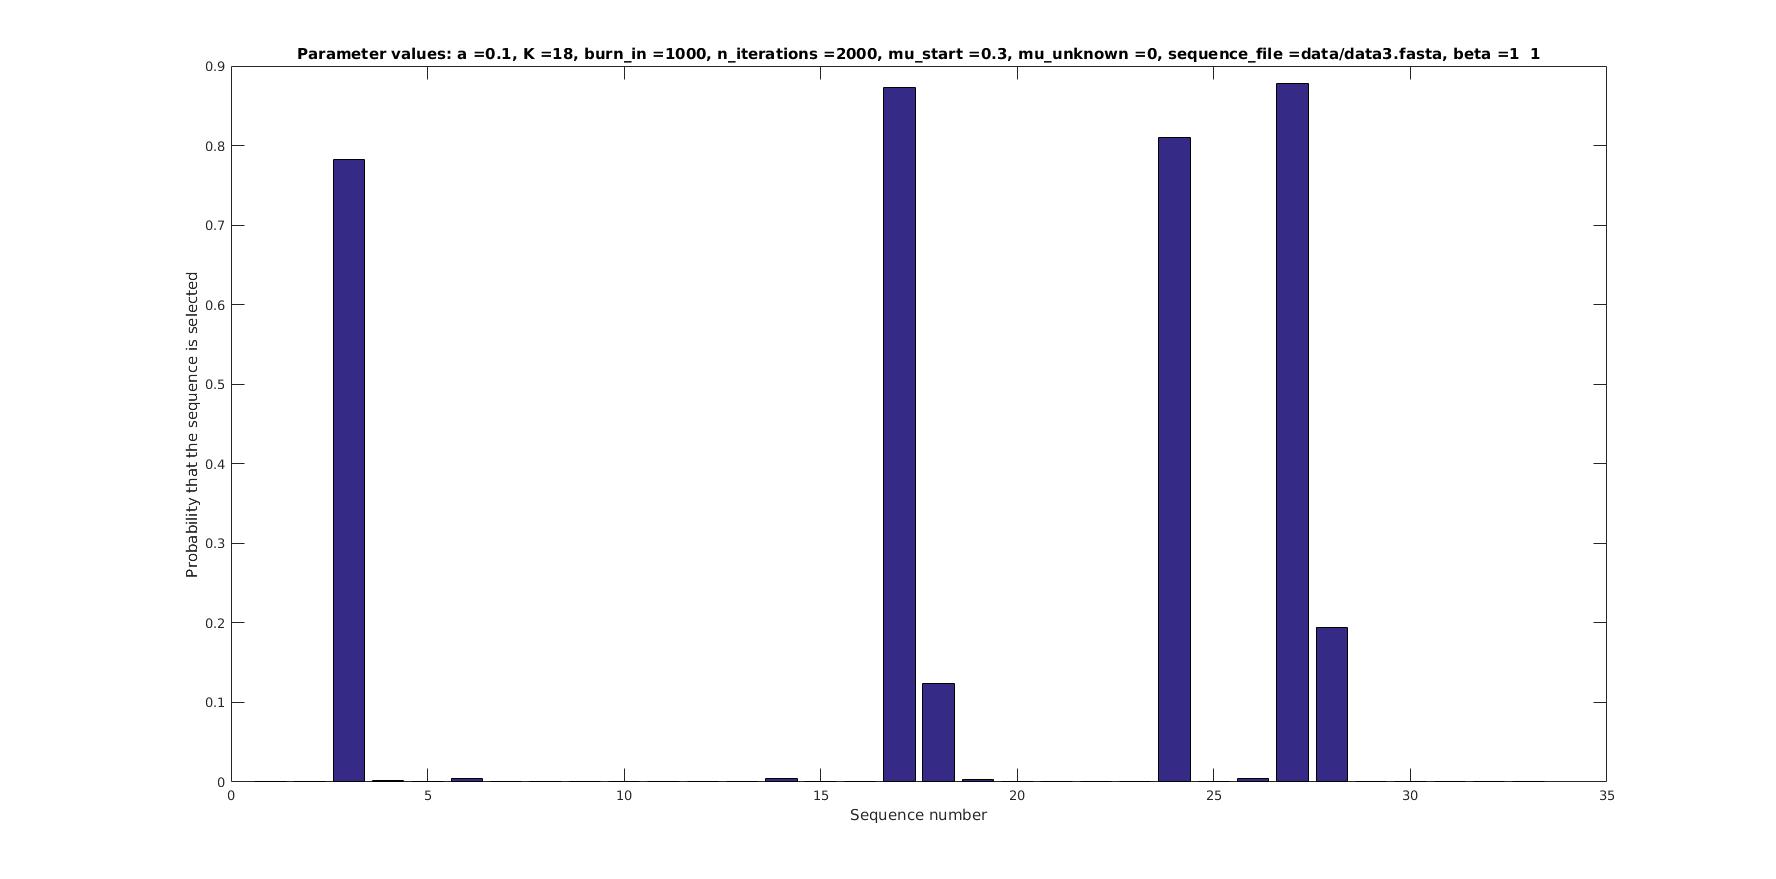 Parameter values: a =0.1, K =18, burn_in =1000, n_iterations =2000, mu_start =0.3, mu_unknown =0, sequence_file =data/data3.fasta, beta =1  1
0.9
0.8
0.7
0.6
0.5
0.4
0.3
0.2
0.1
0
Probability that the sequence is selected
0 5 10 15 20 25 30 35
Sequence number